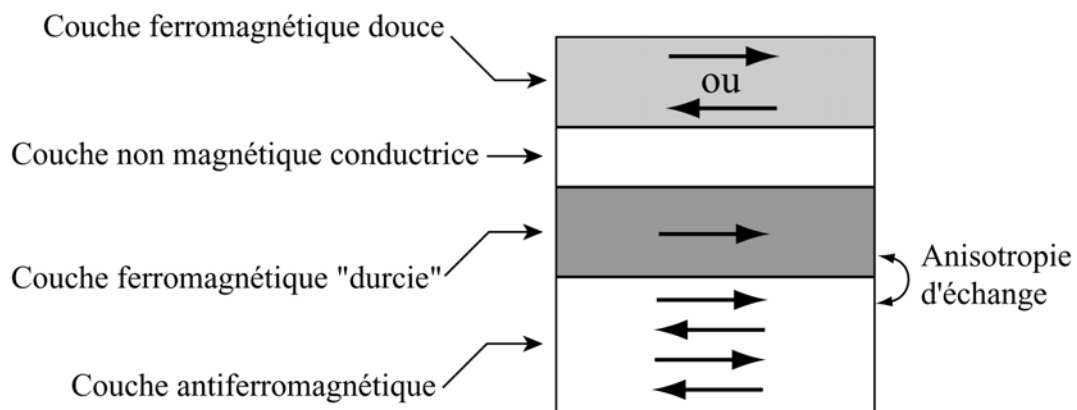 Couche ferromagnétique douce
ou
Couche non magnétique conductrice
Couche ferromagnétique "durcie"
Anisotropie
d'échange
Couche antiferromagnétique